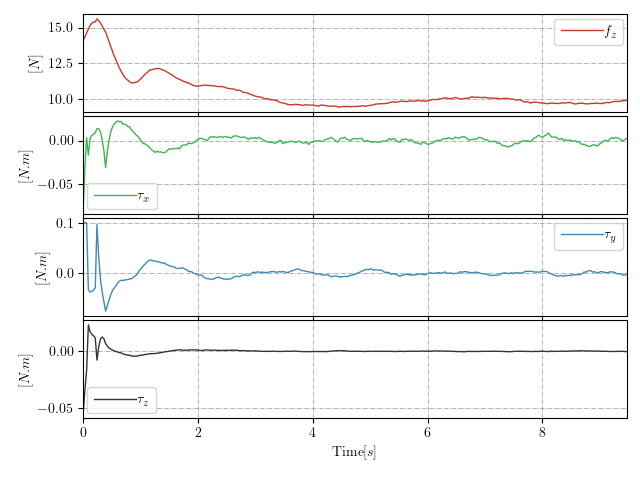 15.0
12.5
10.0
[N]
f_z
0.00
−0.05
[N.m]
τ_x
0.1
0.0
[N.m]
τ_y
0.00
−0.05
[N.m]
τ_z
0 2 4 6 8
Time[s]